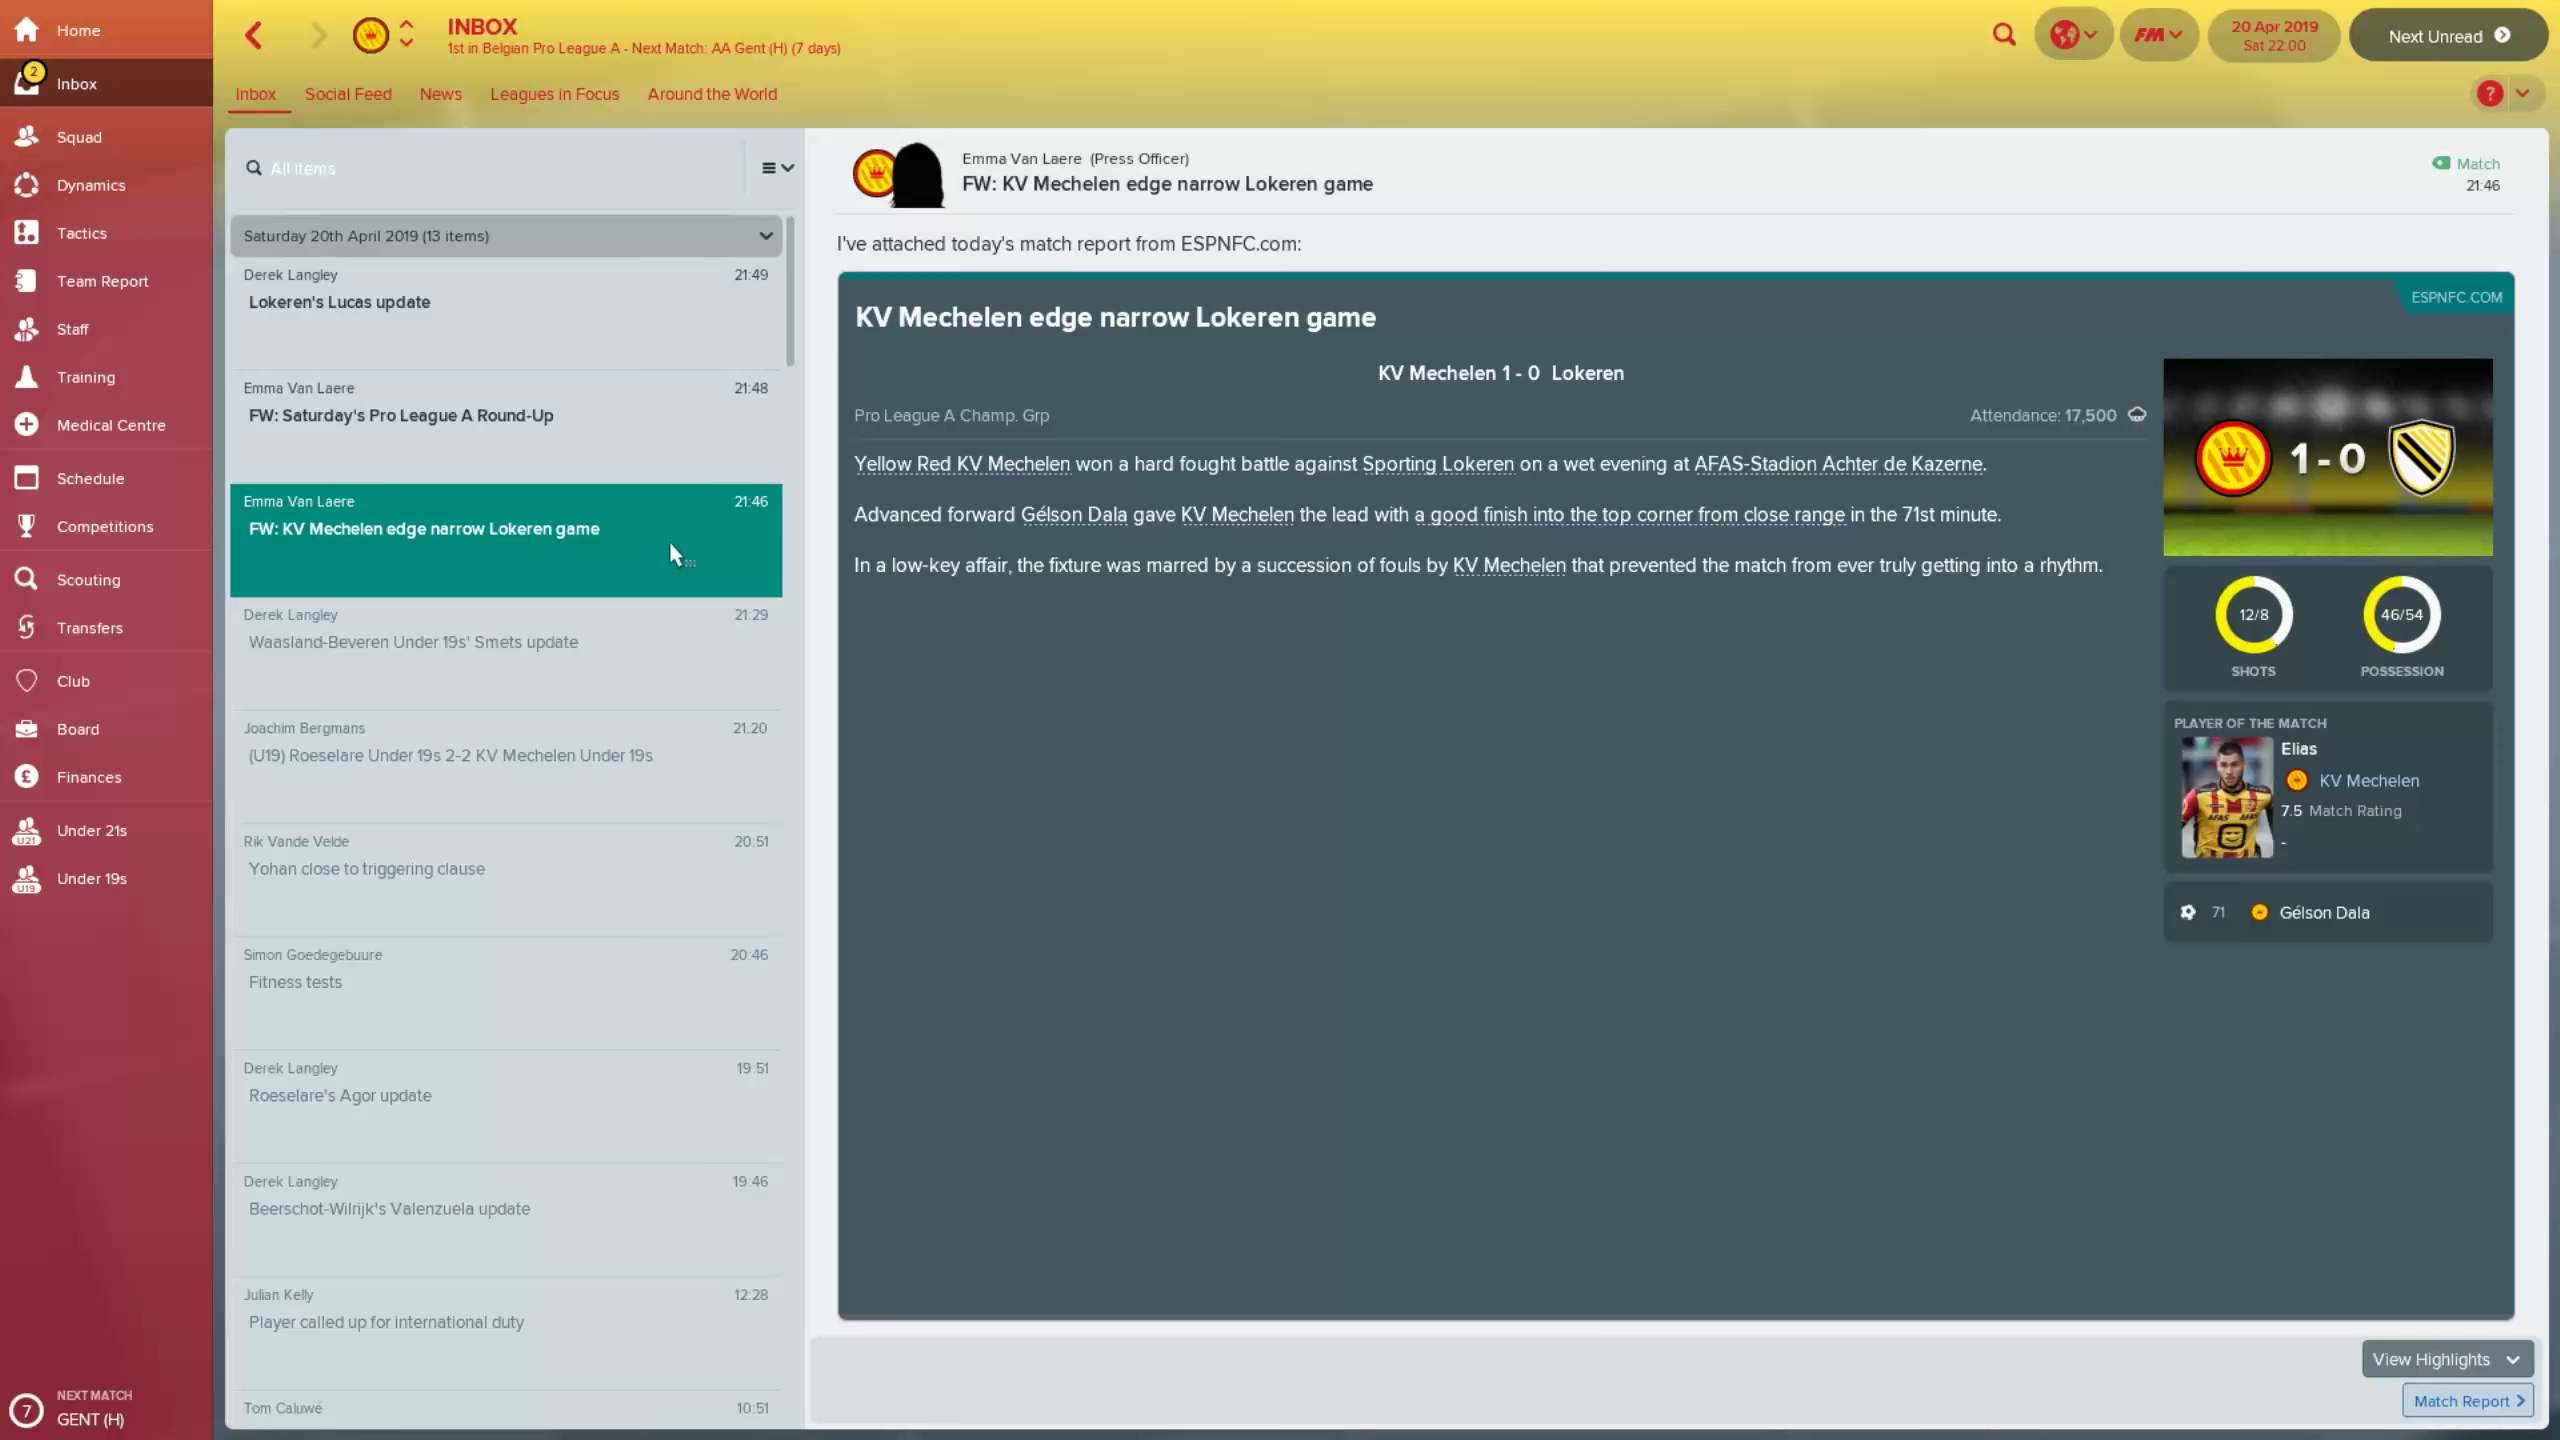 Home
2
Inbox
Squad
Dynamics
Tactics
Team Report
Staff
Training
Medical Centre
Schedule
Competitions
Scouting
Transfers
Club
Board
Finances
U21
Under 21s
U19
Under 19s
7
NEXT MATCH
GENT (H)
INBOX
1st in Belgian Pro League A - Next Match: AA Gent (H) (7 days)
FM
20 Apr 2019
Sat 22:00
Next Unread
Inbox
Social Feed
News
Leagues in Focus
Around the World
?
All Items
Saturday 20th April 2019 (13 items)
Derek Langley 21:49
Lokeren's Lucas update
Emma Van Laere 21:48
FW: Saturday's Pro League A Round-Up
Emma Van Laere 21:46
FW: KV Mechelen edge narrow Lokeren game
Derek Langley 21:29
Waasland-Beveren Under 19s' Smets update
Joachim Bergmans 21:20
(U19) Roeselare Under 19s 2-2 KV Mechelen Under 19s
Rik Vande Velde 20:51
Yohan close to triggering clause
Simon Goedegebuure 20:46
Fitness tests
Derek Langley 19:51
Roeselare's Agor update
Derek Langley 19:46
Beerschot-Wilrijk's Valenzuela update
Julian Kelly 12:28
Player called up for international duty
Tom Caluwé 10:51
Emma Van Laere (Press Officer)
FW: KV Mechelen edge narrow Lokeren game
Match
21:46
I've attached today's match report from ESPNFC.com:
ESPNFC.COM
KV Mechelen edge narrow Lokeren game
KV Mechelen 1 - 0 Lokeren
Pro League A Champ. Grp
Attendance: 17,500
Yellow Red KV Mechelen won a hard fought battle against Sporting Lokeren on a wet evening at AFAS-Stadion Achter de Kazerne.
Advanced forward Gélson Dala gave KV Mechelen the lead with a good finish into the top corner from close range in the 71st minute.
In a low-key affair, the fixture was marred by a succession of fouls by KV Mechelen that prevented the match from ever truly getting into a rhythm.
1 - 0
12/8
46/54
SHOTS
POSSESSION
PLAYER OF THE MATCH
Elias
KV Mechelen
7.5 Match Rating
-
AFAS AFAS
71 Gélson Dala
View Highlights
Match Report